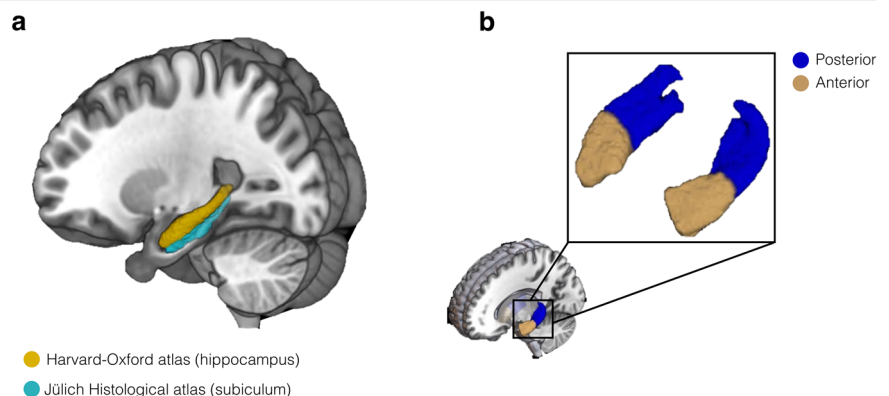 a
b
Posterior
Anterior
Harvard-Oxford atlas (hippocampus)
Jülich Histological atlas (subiculum)